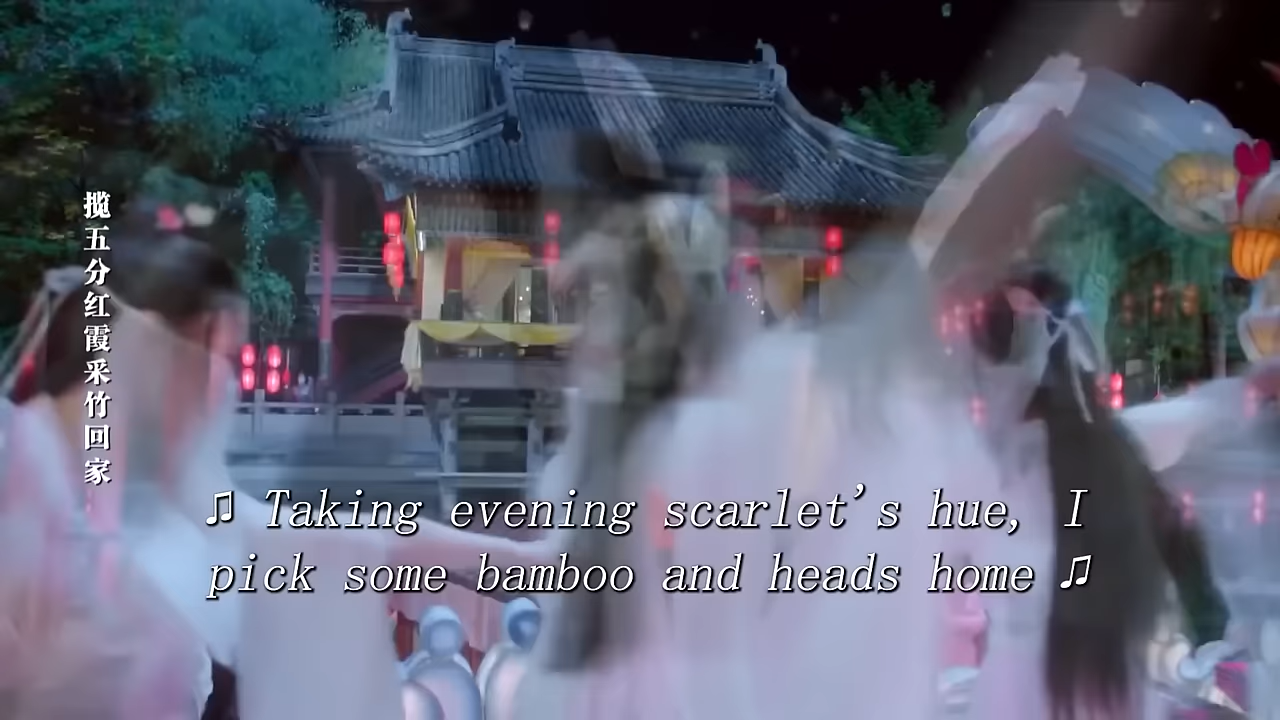 揽五分红霞采竹回家
♫ Taking evening scarlet's hue, I
pick some bamboo and heads home ♫